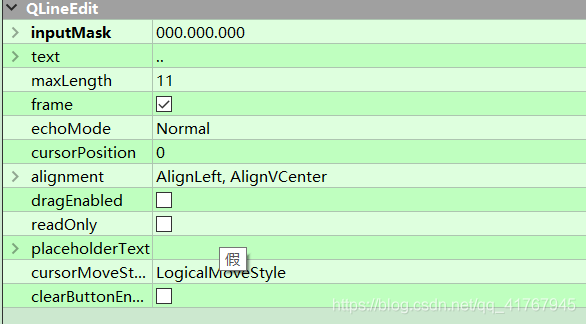 QLineEdit
inputMask 000.000.000
text ..
maxLength 11
frame
echoMode Normal
cursorPosition 0
alignment AlignLeft, AlignVCenter
dragEnabled
readOnly
placeholderText
假
cursorMoveSt... LogicalMoveStyle
clearButtonEn...
https://blog.csdn.net/qq_41767945